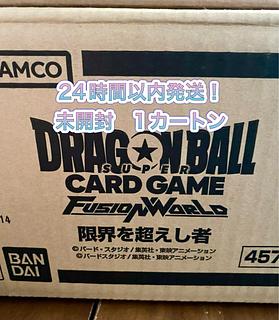 AMCO
24時間以内発送！
未開封 1カートン
DRAGON BALL
SUPER
CARD GAME
FUSION WORLD
限界を超えし者
14
©バード・スタジオ/集英社・東映アニメーション
©バードスタジオ/集英社・東映アニメーション
BAN
DAI
457